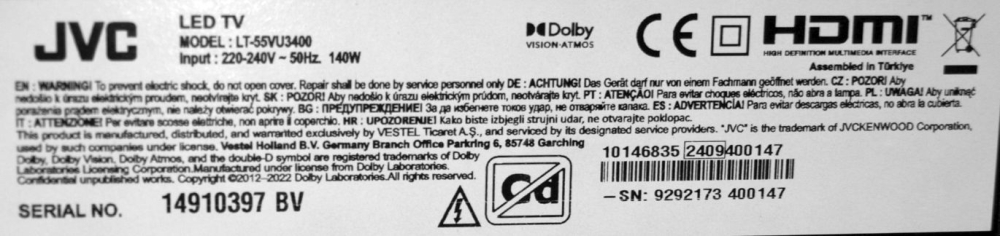 JVC
LED TV
MODEL : LT-55VU3400
Input : 220-240V ~ 50Hz. 140W
Dolby
VISION·ATMOS
CE
HDMI™
HIGH DEFINITION MULTIMEDIA INTERFACE
Assembled in Türkiye
EN : WARNING! To prevent electric shock, do not open cover. Repair shall be done by service personnel only DE : ACHTUNG! Das Gerät darf nur von einem Fachmann geöffnet werden. CZ : POZOR! Aby
nedošlo k úrazu elektrickým proudem, neotvírejte kryt. SK : POZOR! Aby nedošlo k úrazu elektrickým prúdom, neotvárajte kryt. PT : ATENÇÃO! Para evitar choques eléctricos, não abra a tampa. PL : UWAGA! Aby uniknąć
porażenia prądem elektrycznym, nie należy otwierać pokrywy. BG : ПРЕДУПРЕЖДЕНИЕ! За да избегнете токов удар, не отваряйте капака. ES : ADVERTENCIA! Para evitar descargas eléctricas, no abra la cubierta.
IT : ATTENZIONE! Per evitare scosse elettriche, non aprire il coperchio. HR : UPOZORENJE! Kako biste izbjegli strujni udar, ne otvarajte poklopac.
This product is manufactured, distributed, and warranted exclusively by VESTEL Ticaret A.Ş., and serviced by its designated service providers. "JVC" is the trademark of JVCKENWOOD Corporation,
used by such companies under license. Vestel Holland B.V. Germany Branch Office Parkring 6, 85748 Garching
Dolby, Dolby Vision, Dolby Atmos, and the double-D symbol are registered trademarks of Dolby
Laboratories Licensing Corporation.Manufactured under license from Dolby Laboratories.
Confidential unpublished works. Copyright ©2012-2022 Dolby Laboratories.All rights reserved.
Cd
10146835 2409400147
-SN: 9292173 400147
SERIAL NO. 14910397 BV